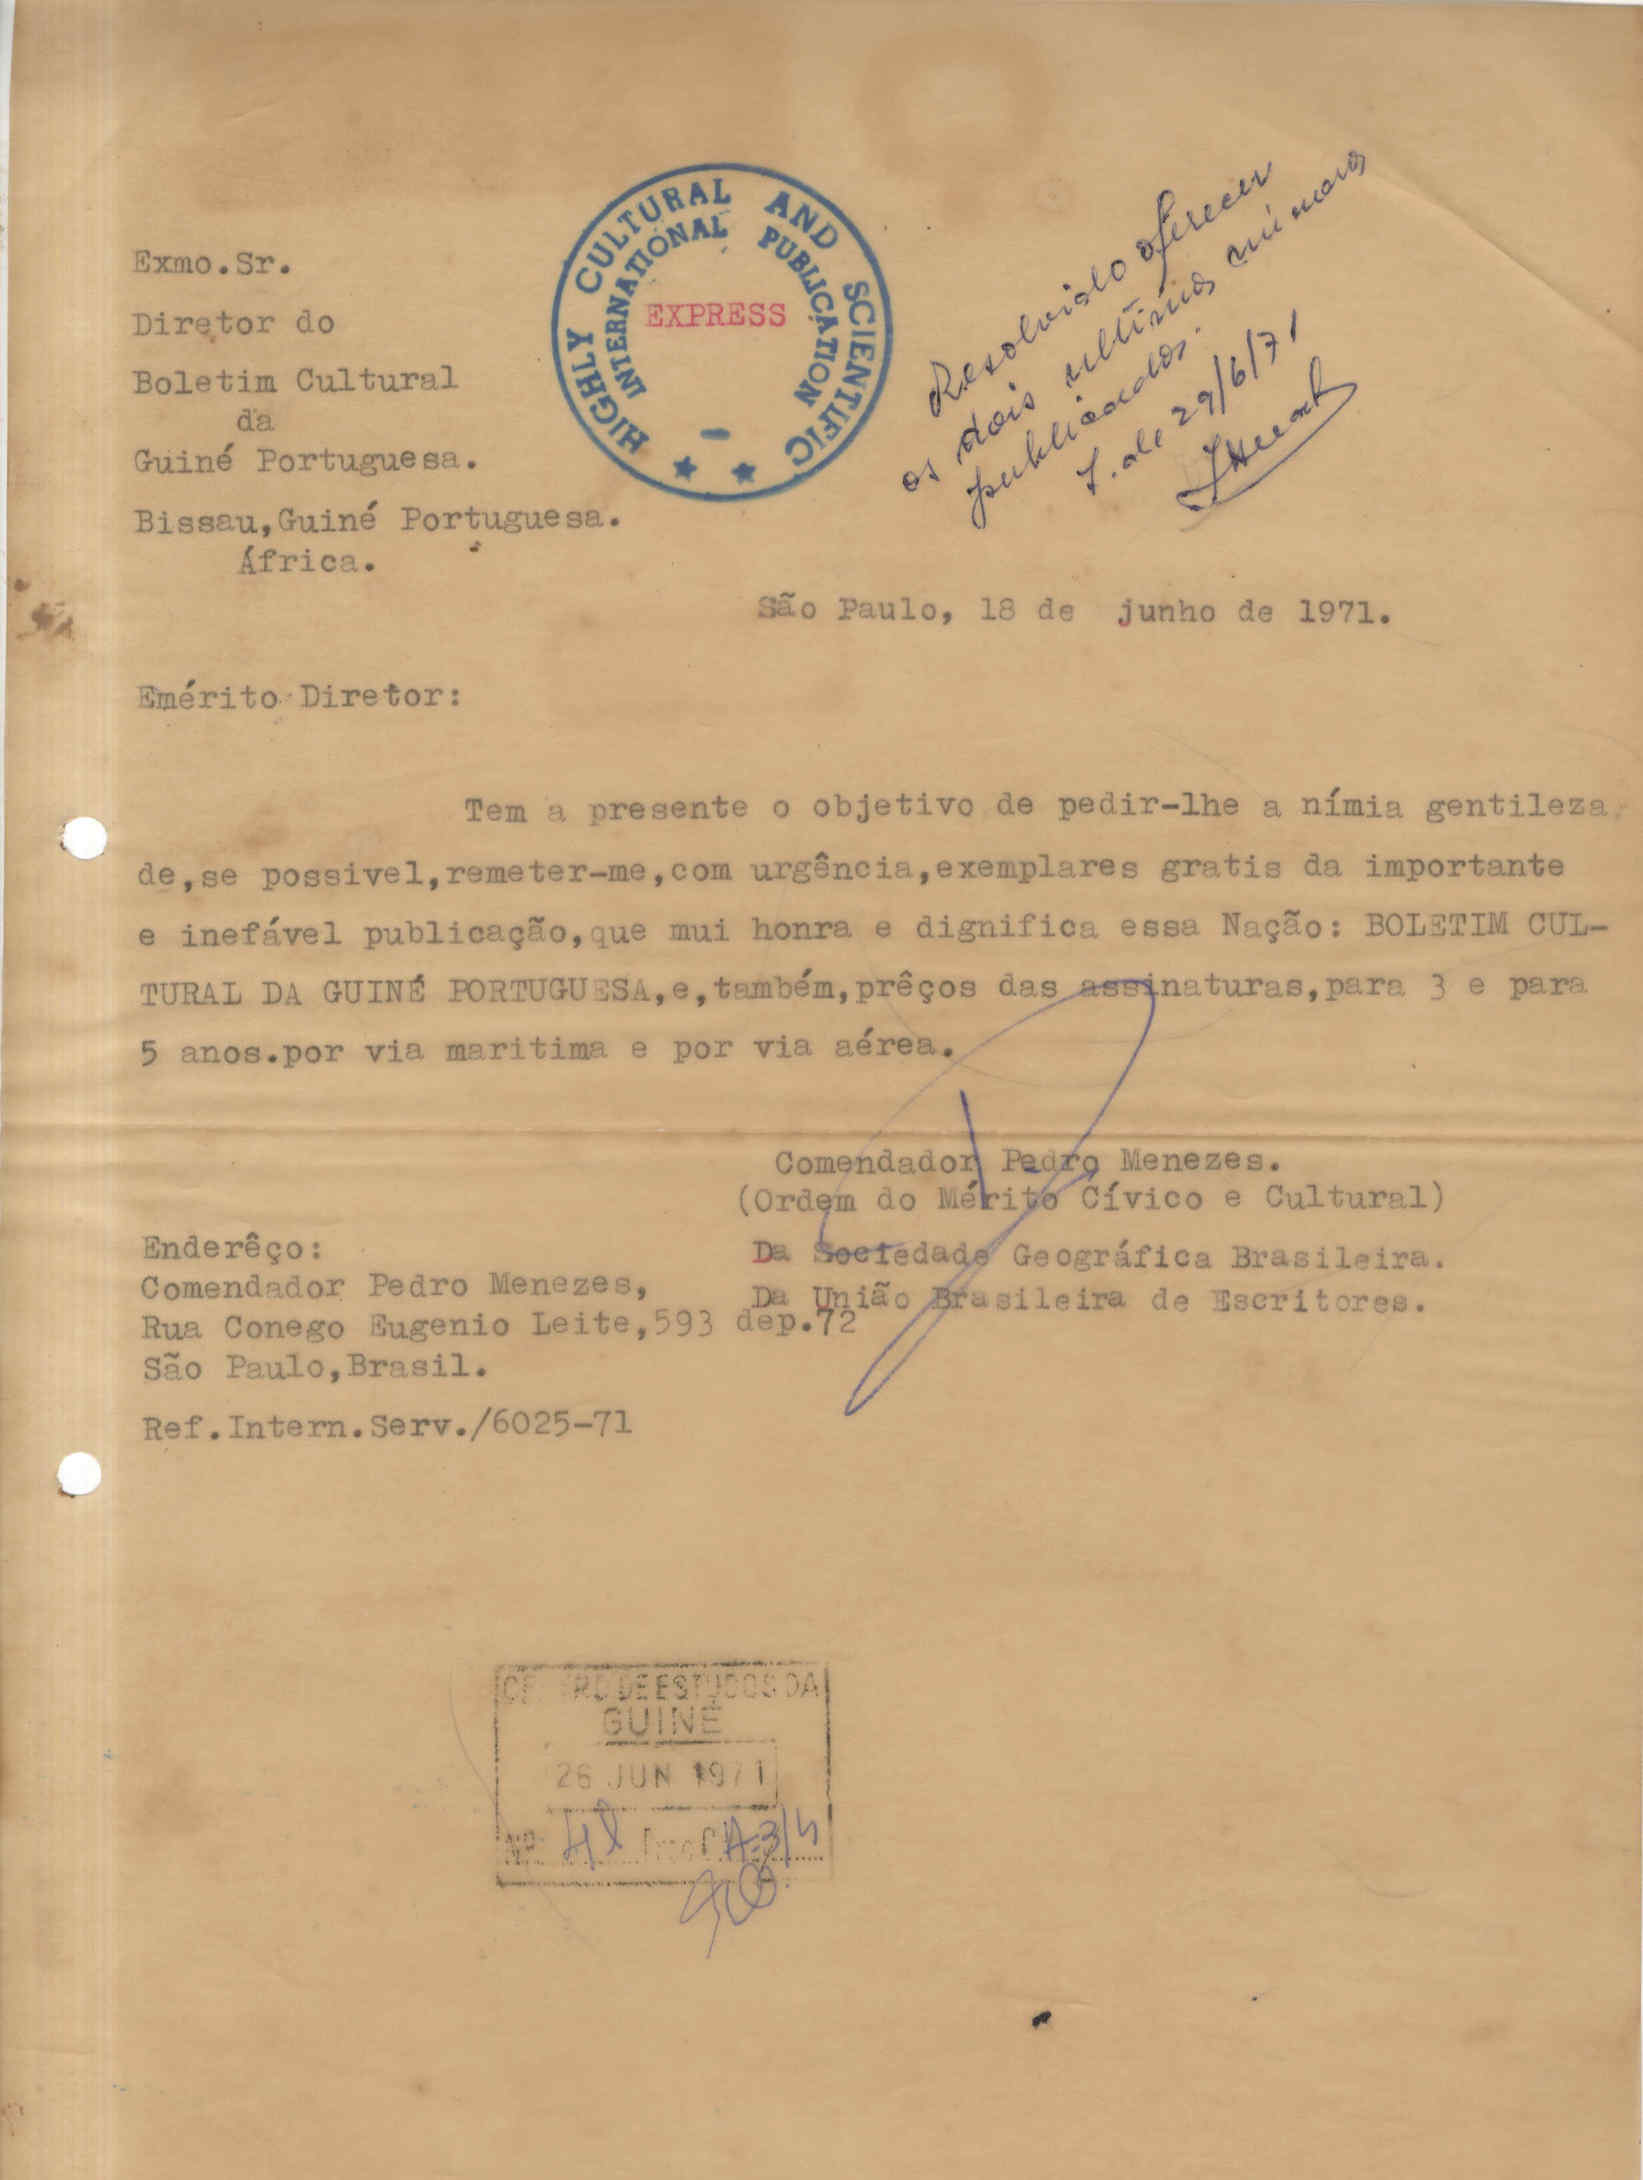 Exmo.Sr.
Diretor do
Boletim Cultural
da
Guiné Portuguesa.
Bissau,Guiné Portuguesa.
África.
HIGHLY CULTURAL AND SCIENTIFIC
INTERNATIONAL PUBLICATION
EXPRESS
Resolvido oferecer
os dois ultimos números
publicados.
29/6/71
São Paulo, 18 de junho de 1971.
Emérito Diretor:
Tem a presente o objetivo de pedir-lhe a nímia gentileza
de,se possivel,remeter-me,com urgência,exemplares gratis da importante
e inefável publicação,que mui honra e dignifica essa Nação: BOLETIM CUL-
TURAL DA GUINÉ PORTUGUESA,e,também,prêços das assinaturas,para 3 e para
5 anos.por via maritima e por via aérea.
Comendador Pedro Menezes.
(Ordem do Mérito Cívico e Cultural)
Da Sociedade Geográfica Brasileira.
Da União Brasileira de Escritores.
Enderêço:
Comendador Pedro Menezes,
Rua Conego Eugenio Leite,593 dep.72
São Paulo,Brasil.
Ref.Intern.Serv./6025-71
CENTRO DE ESTUDOS DA
GUINÉ
26 JUN 1971
Nº